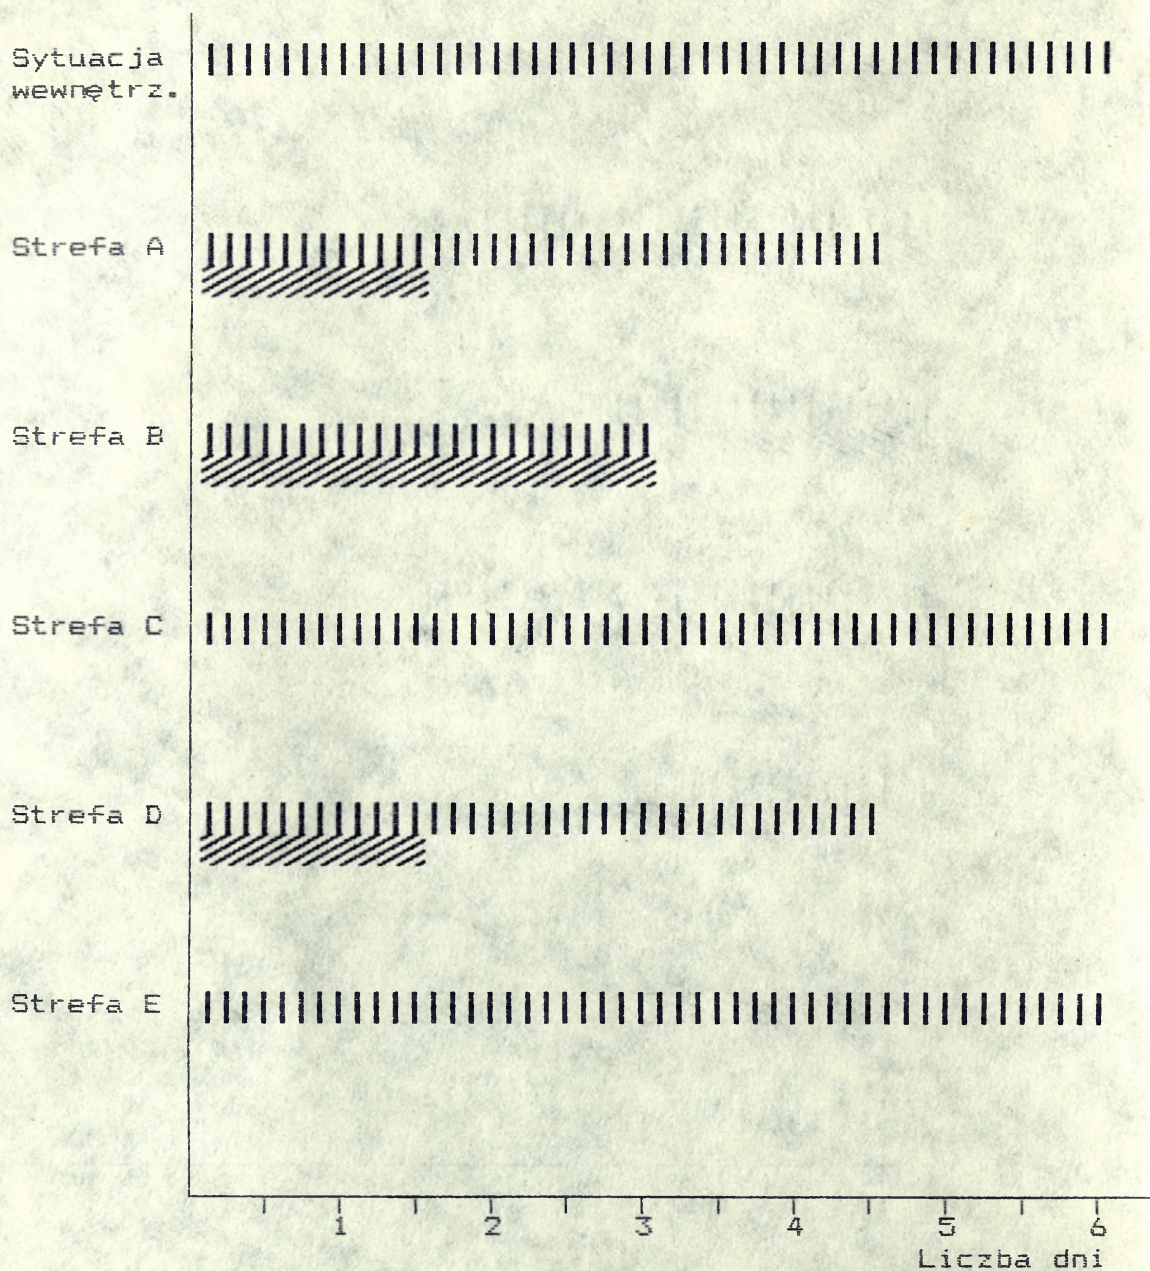 Sytuacja
wewnętrz.
Strefa A
Strefa B
Strefa C
Strefa D
Strefa E
1 2 3 4 5 6
Liczba dni